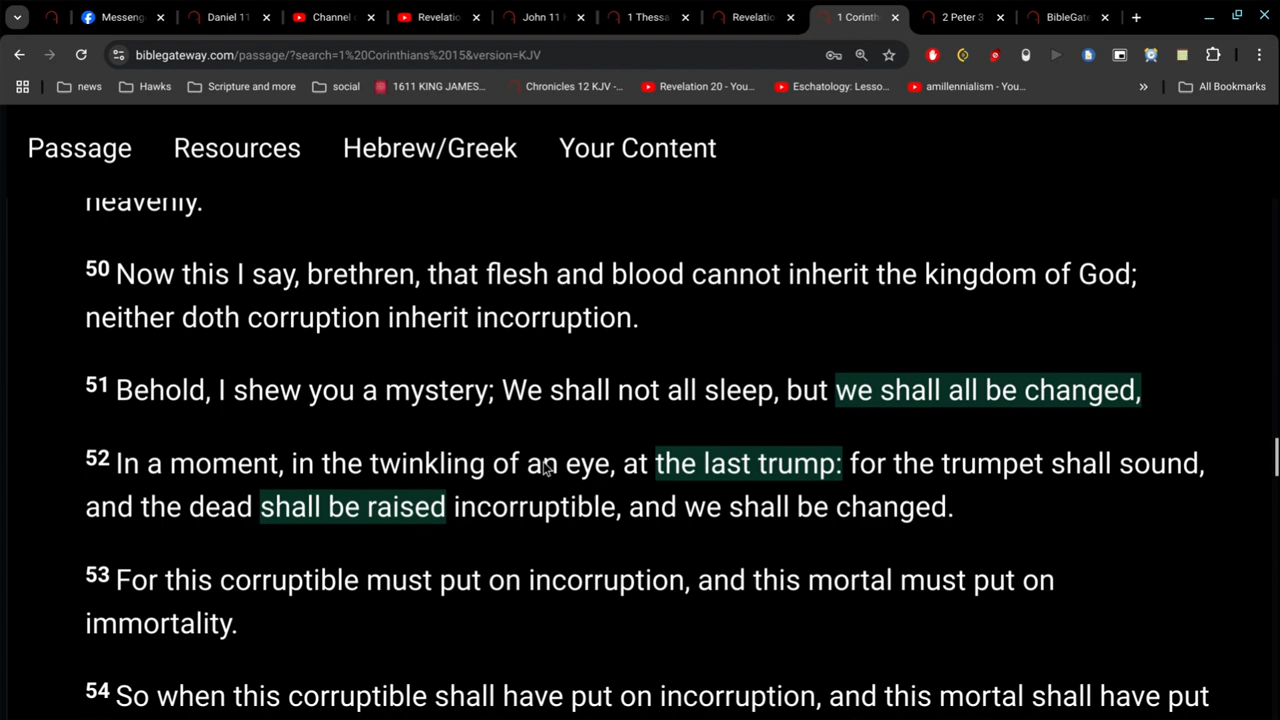 Messeng
Daniel 11
Channel c
Revelatio
John 11
1 Thessa
Revelation
1 Corinth
2 Peter 3
BibleGate
biblegateway.com/passage/?search=1%20Corinthians%2015&version=KJV
news
Hawks
Scripture and more
social
1611 KING JAMES...
Chronicles 12 KJV -...
Revelation 20 - You...
Eschatology: Lesso...
amillennialism - You...
»
All Bookmarks
Passage
Resources
Hebrew/Greek
Your Content
heavenly.
50 Now this I say, brethren, that flesh and blood cannot inherit the kingdom of God;
neither doth corruption inherit incorruption.
51 Behold, I shew you a mystery; We shall not all sleep, but we shall all be changed,
52 In a moment, in the twinkling of an eye, at the last trump: for the trumpet shall sound,
and the dead shall be raised incorruptible, and we shall be changed.
53 For this corruptible must put on incorruption, and this mortal must put on
immortality.
54 So when this corruptible shall have put on incorruption, and this mortal shall have put